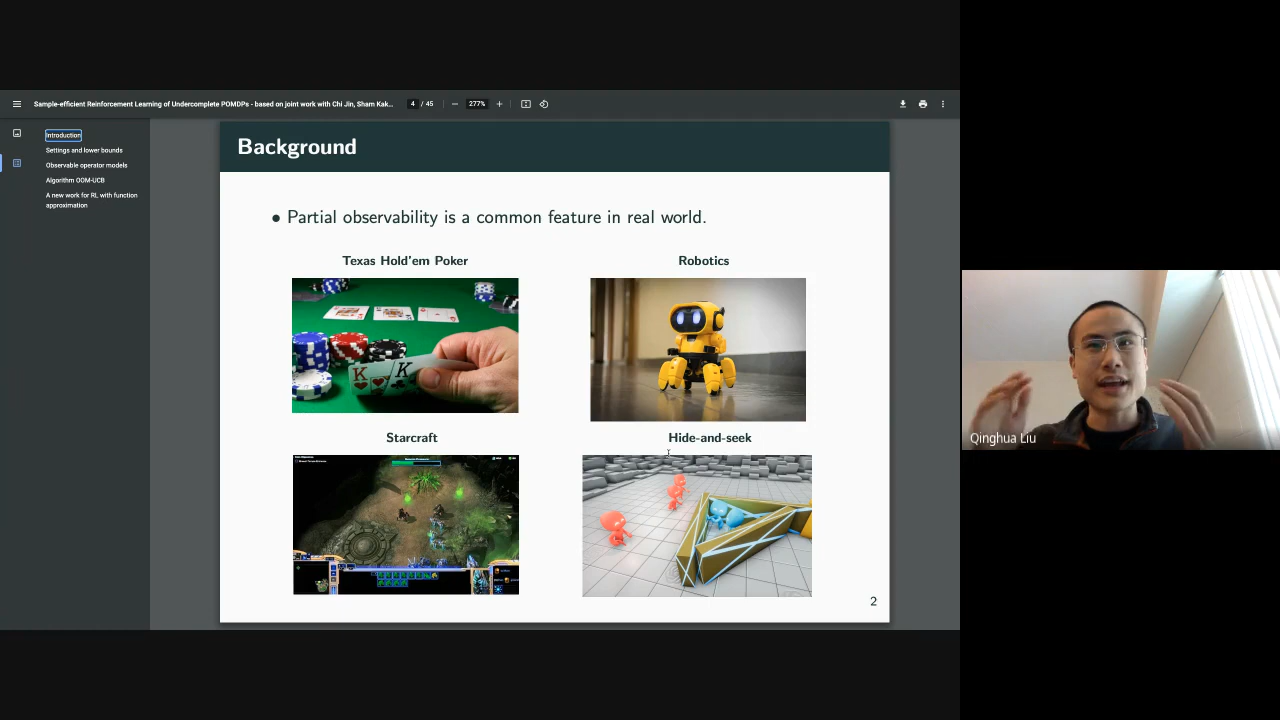 Sample-efficient Reinforcement Learning of Undercomplete POMDPs - based on joint work with Chi Jin, Sham Kak...
4 / 45
277%
Introduction
Settings and lower bounds
Observable operator models
Algorithm OOM-UCB
A new work for RL with function
approximation
Background
• Partial observability is a common feature in real world.
Texas Hold'em Poker
Robotics
K
K
Starcraft
Hide-and-seek
2
Qinghua Liu